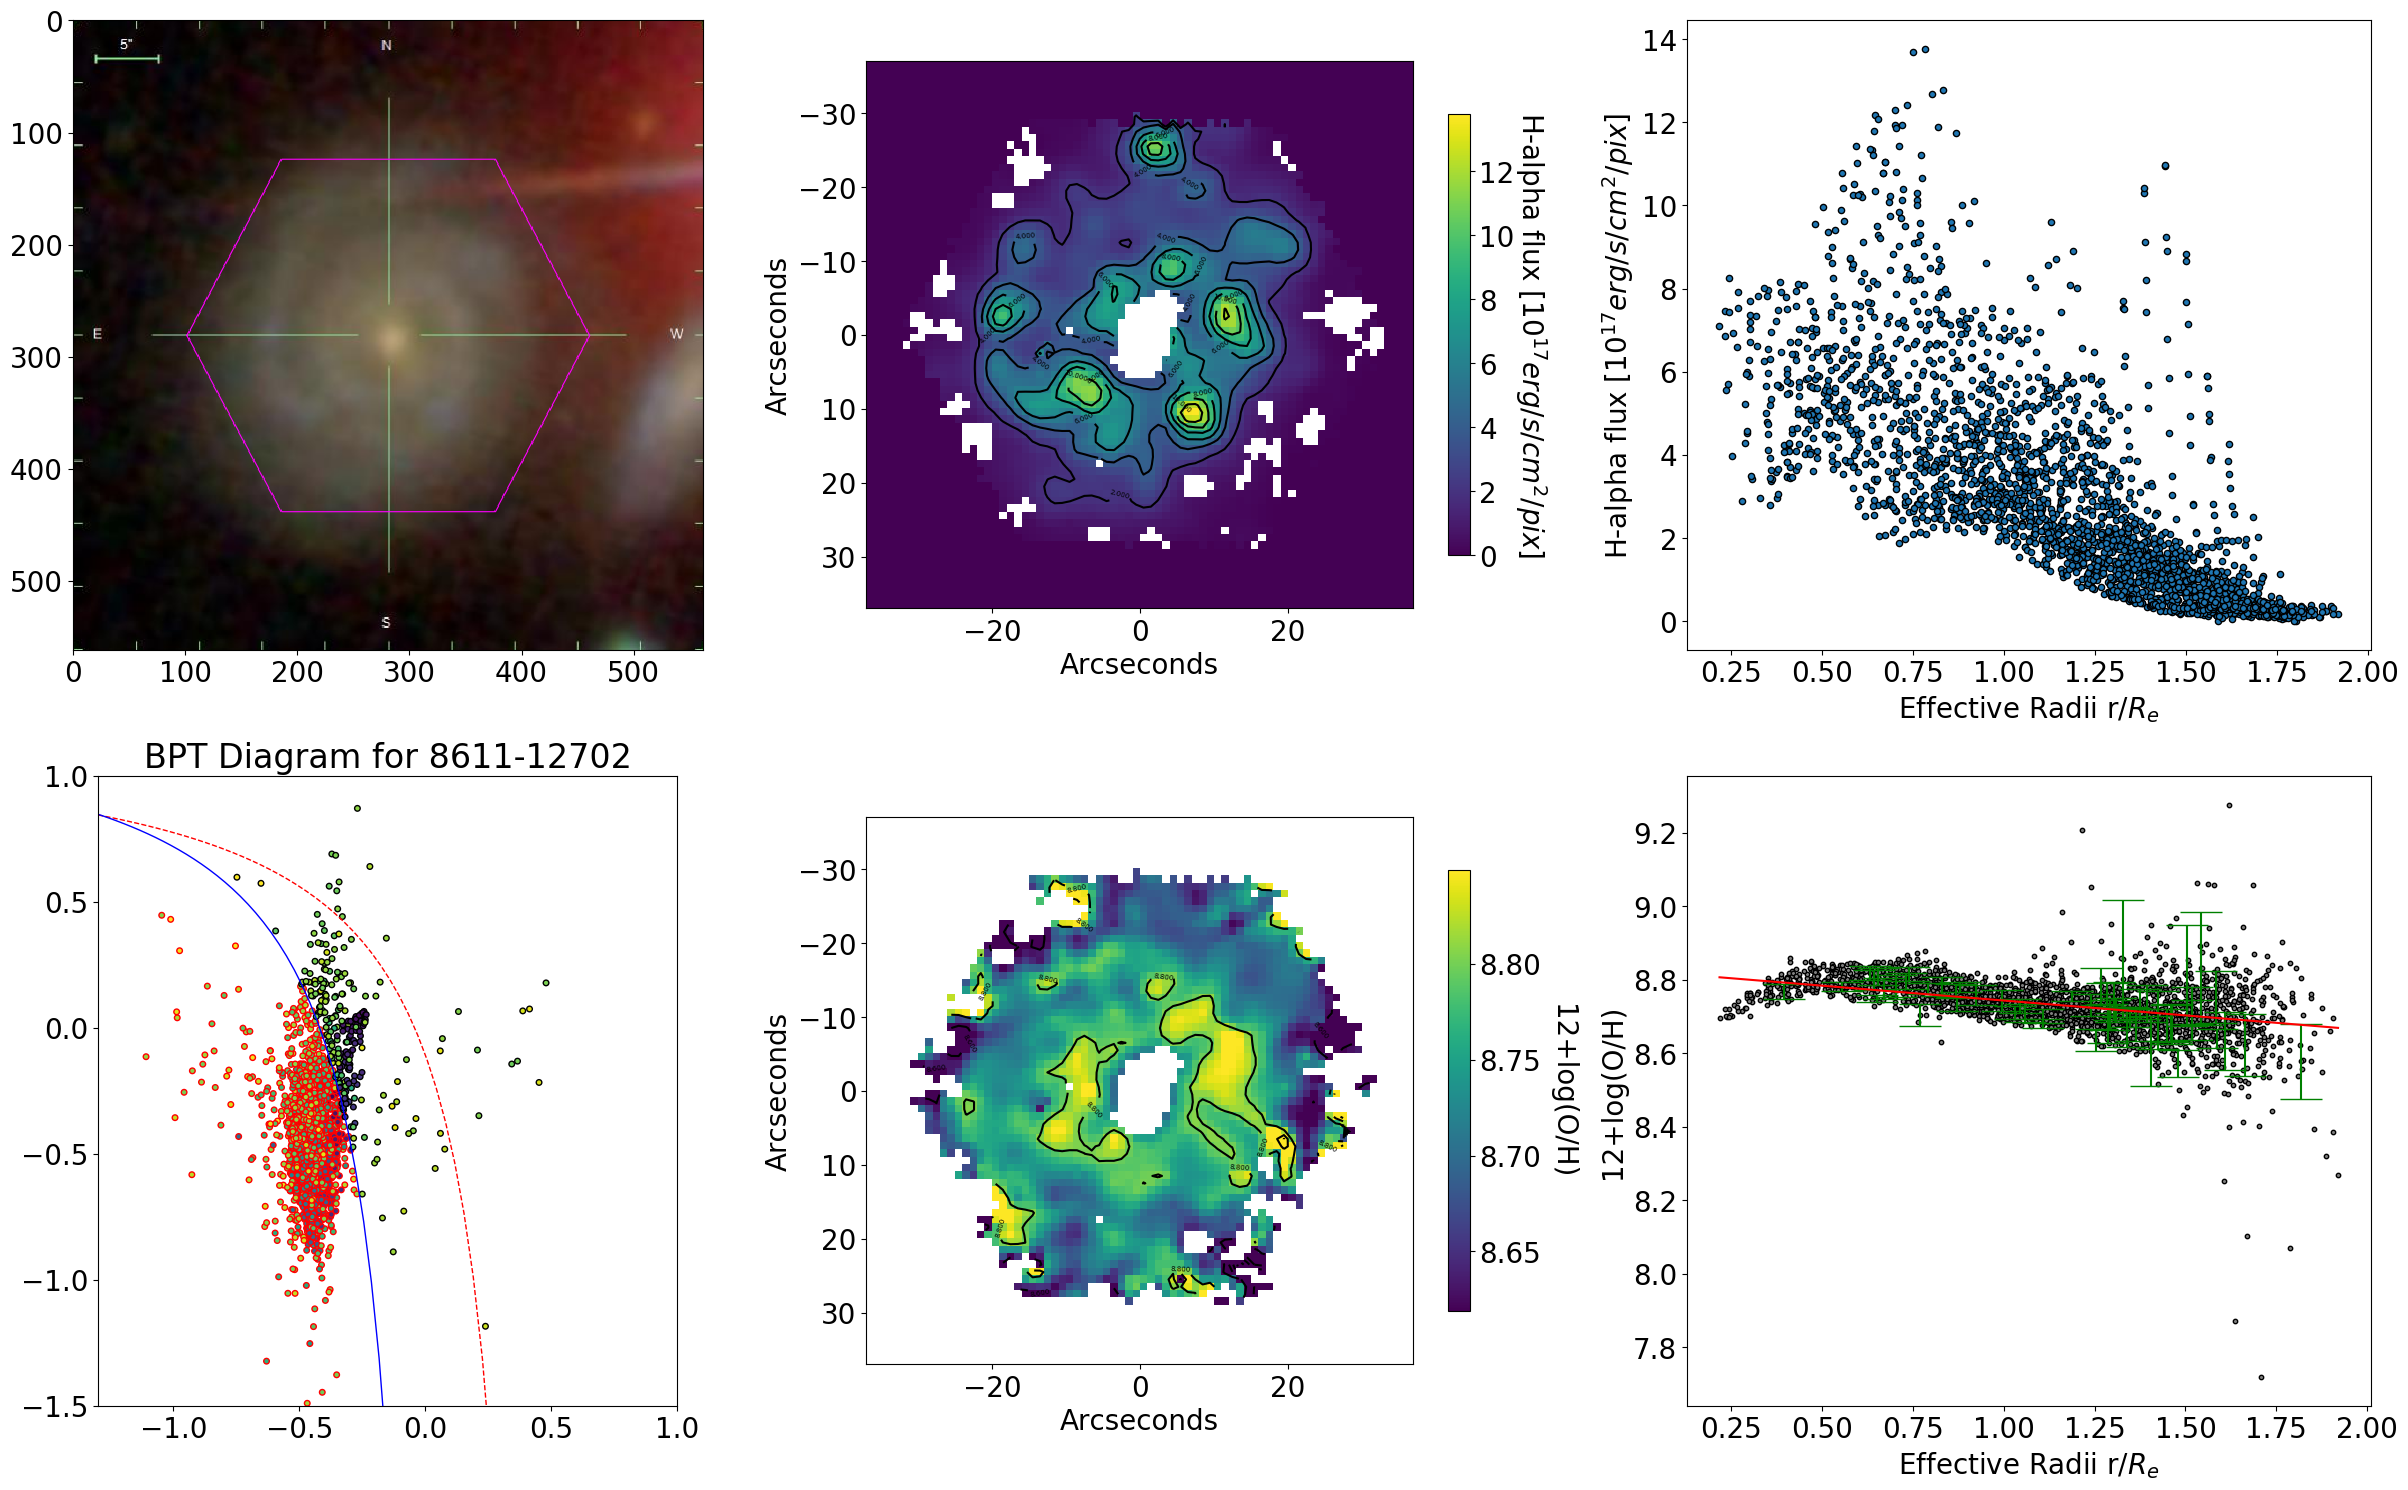 0
100
200
300
400
500
0 100 200 300 400 500
5"
N
E
W
S
−30
−20
−10
0
10
20
30
−20 0 20
Arcseconds
Arcseconds
12
10
8
6
4
2
0
H-alpha flux [10^17 erg/s/cm^2/pix]
14
12
10
8
6
4
2
0
H-alpha flux [10^17 erg/s/cm^2/pix]
0.25 0.50 0.75 1.00 1.25 1.50 1.75 2.00
Effective Radii r/R_e
BPT Diagram for 8611-12702
1.0
0.5
0.0
−0.5
−1.0
−1.5
−1.0 −0.5 0.0 0.5 1.0
−30
−20
−10
0
10
20
30
−20 0 20
Arcseconds
Arcseconds
8.80
8.75
8.70
8.65
12+log(O/H)
9.2
9.0
8.8
8.6
8.4
8.2
8.0
7.8
12+log(O/H)
0.25 0.50 0.75 1.00 1.25 1.50 1.75 2.00
Effective Radii r/R_e